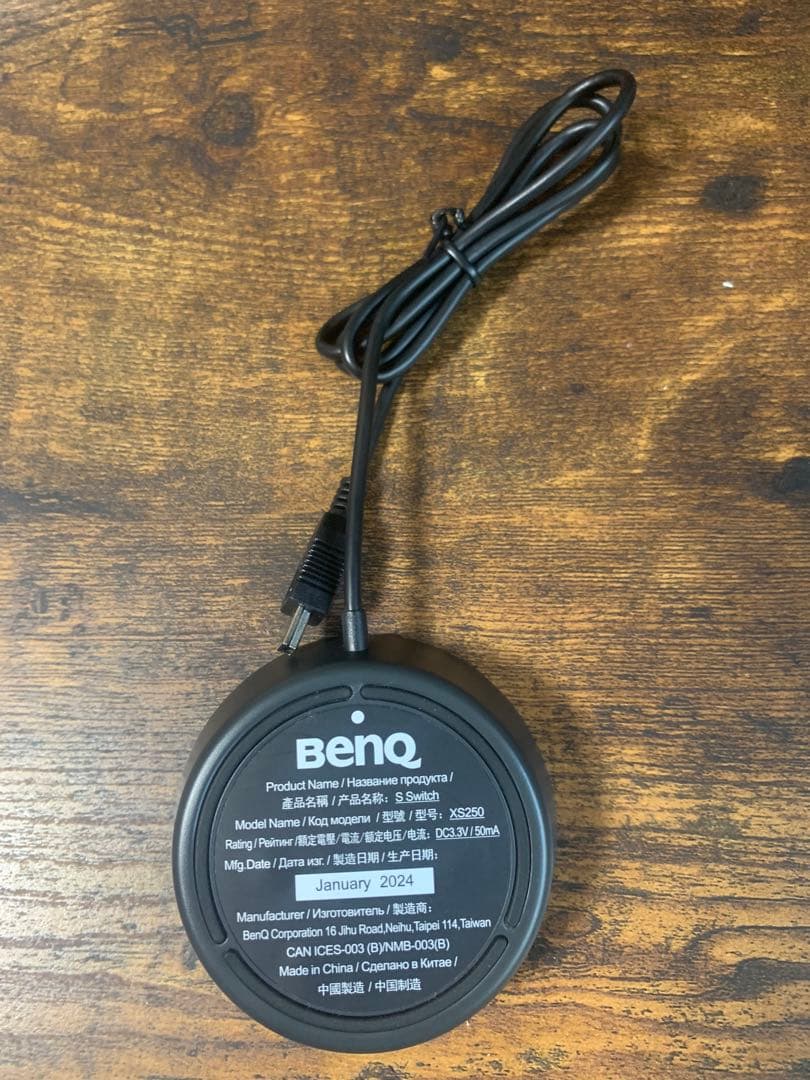 BenQ
Product Name / Название продукта /
產品名稱 / 产品名称: S Switch
Model Name / Код модели / 型號 / 型号: XS250
Rating / Рейтинг /額定電壓/電流/额定电压/电流: DC3.3V / 50mA
Mfg.Date / Дата изг. / 製造日期 / 生产日期:
January 2024
Manufacturer / Изготовитель / 製造商:
BenQ Corporation 16 Jihu Road,Neihu,Taipei 114,Taiwan
CAN ICES-003 (B)/NMB-003(B)
Made in China / Сделано в Китае /
中國製造 / 中国制造